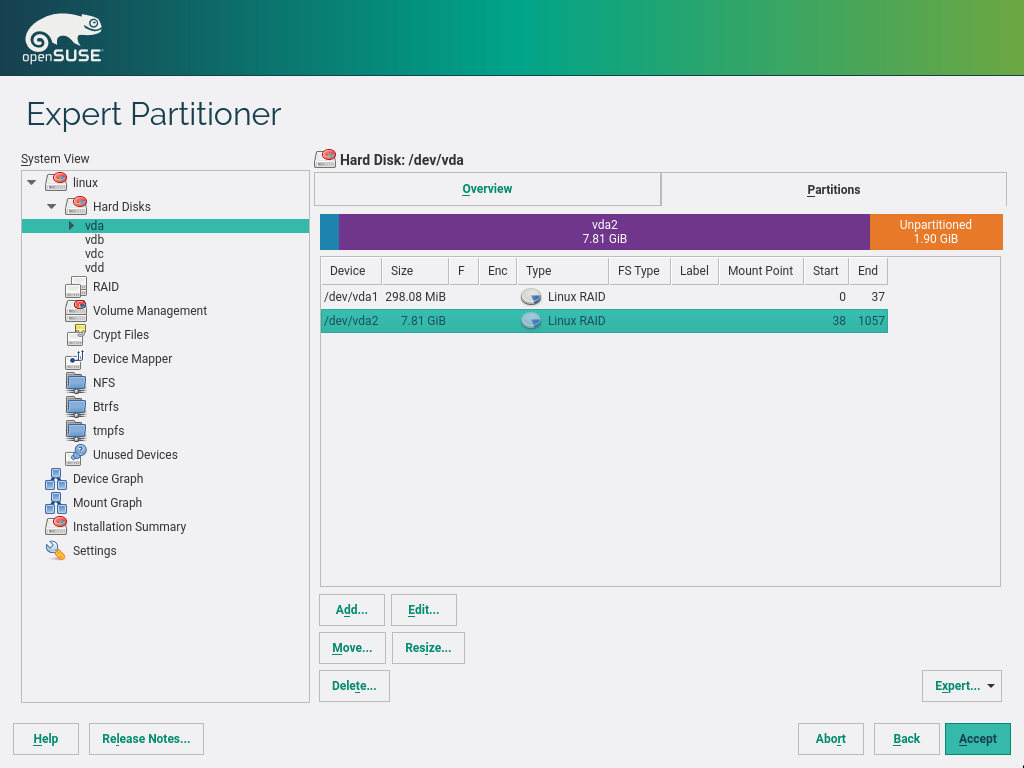 openSUSE
Expert Partitioner
System View
linux
Hard Disks
vda
vdb
vdc
vdd
RAID
Volume Management
Crypt Files
Device Mapper
NFS
Btrfs
tmpfs
Unused Devices
Device Graph
Mount Graph
Installation Summary
Settings
Hard Disk: /dev/vda
Overview Partitions
vda2 Unpartitioned
7.81 GiB 1.90 GiB
Device Size F Enc Type FS Type Label Mount Point Start End
/dev/vda1 298.08 MiB Linux RAID 0 37
/dev/vda2 7.81 GiB Linux RAID 38 1057
Add... Edit...
Move... Resize...
Delete... Expert...
Help Release Notes... Abort Back Accept